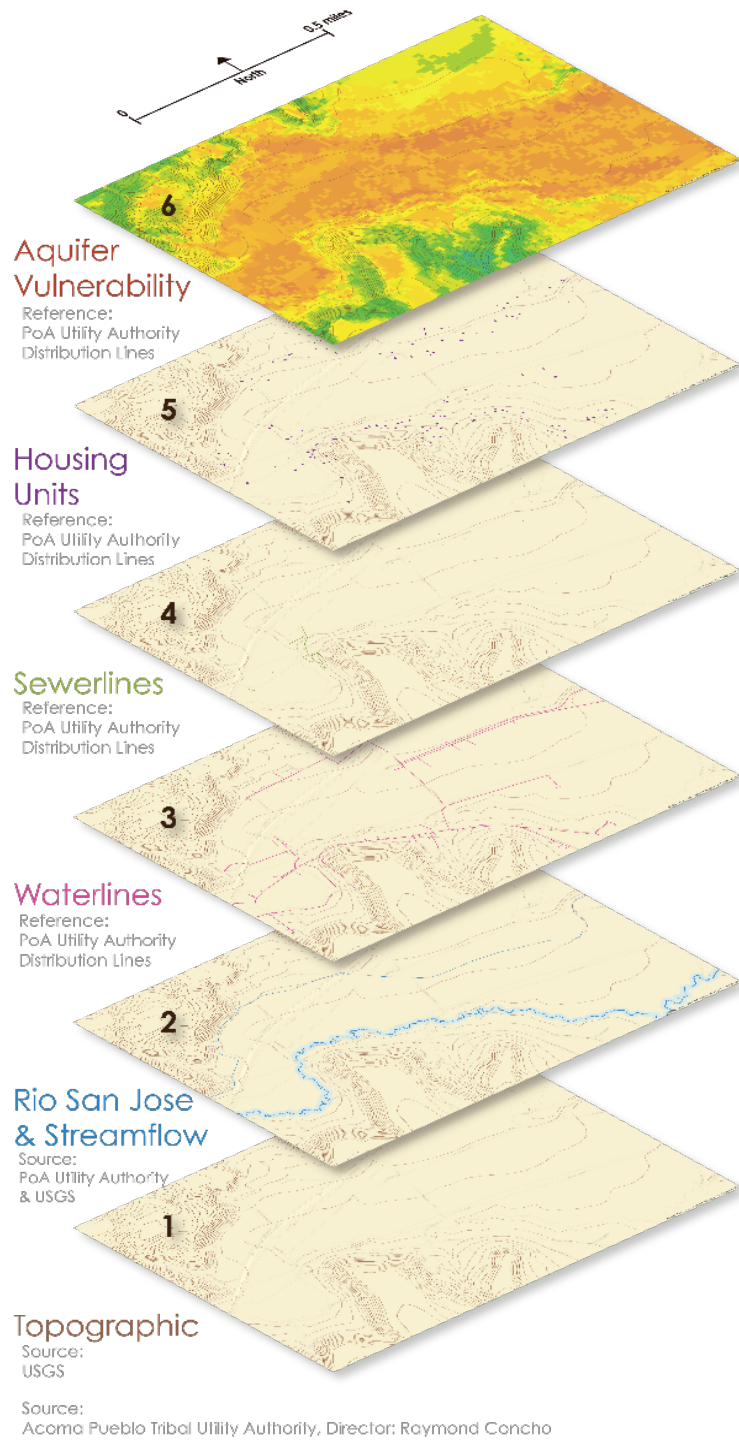 0.5 miles
North
0
6
Aquifer
Vulnerability
Reference:
PoA Utility Authority
Distribution Lines
5
Housing
Units
Reference:
PoA Utility Authority
Distribution Lines
4
Sewerlines
Reference:
PoA Utility Authority
Distribution Lines
3
Waterlines
Reference:
PoA Utility Authority
Distribution Lines
2
Rio San Jose
& Streamflow
Source:
PoA Utility Authority
& USGS
1
Topographic
Source:
USGS
Source:
Acoma Pueblo Tribal Utility Authority, Director: Raymond Concho